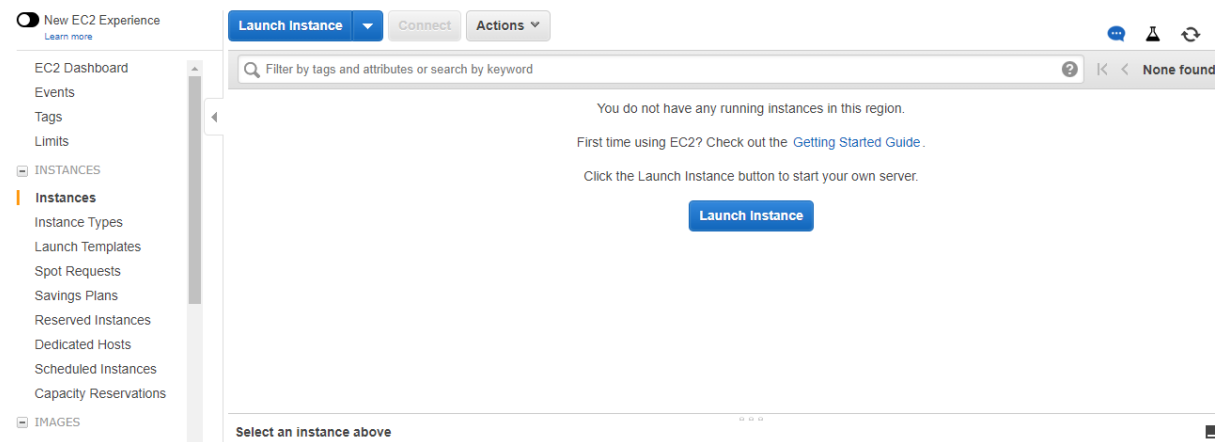 New EC2 Experience
Learn more
EC2 Dashboard
Events
Tags
Limits
INSTANCES
Instances
Instance Types
Launch Templates
Spot Requests
Savings Plans
Reserved Instances
Dedicated Hosts
Scheduled Instances
Capacity Reservations
IMAGES
Launch Instance Connect Actions
Filter by tags and attributes or search by keyword None found
You do not have any running instances in this region.
First time using EC2? Check out the Getting Started Guide.
Click the Launch Instance button to start your own server.
Launch Instance
Select an instance above